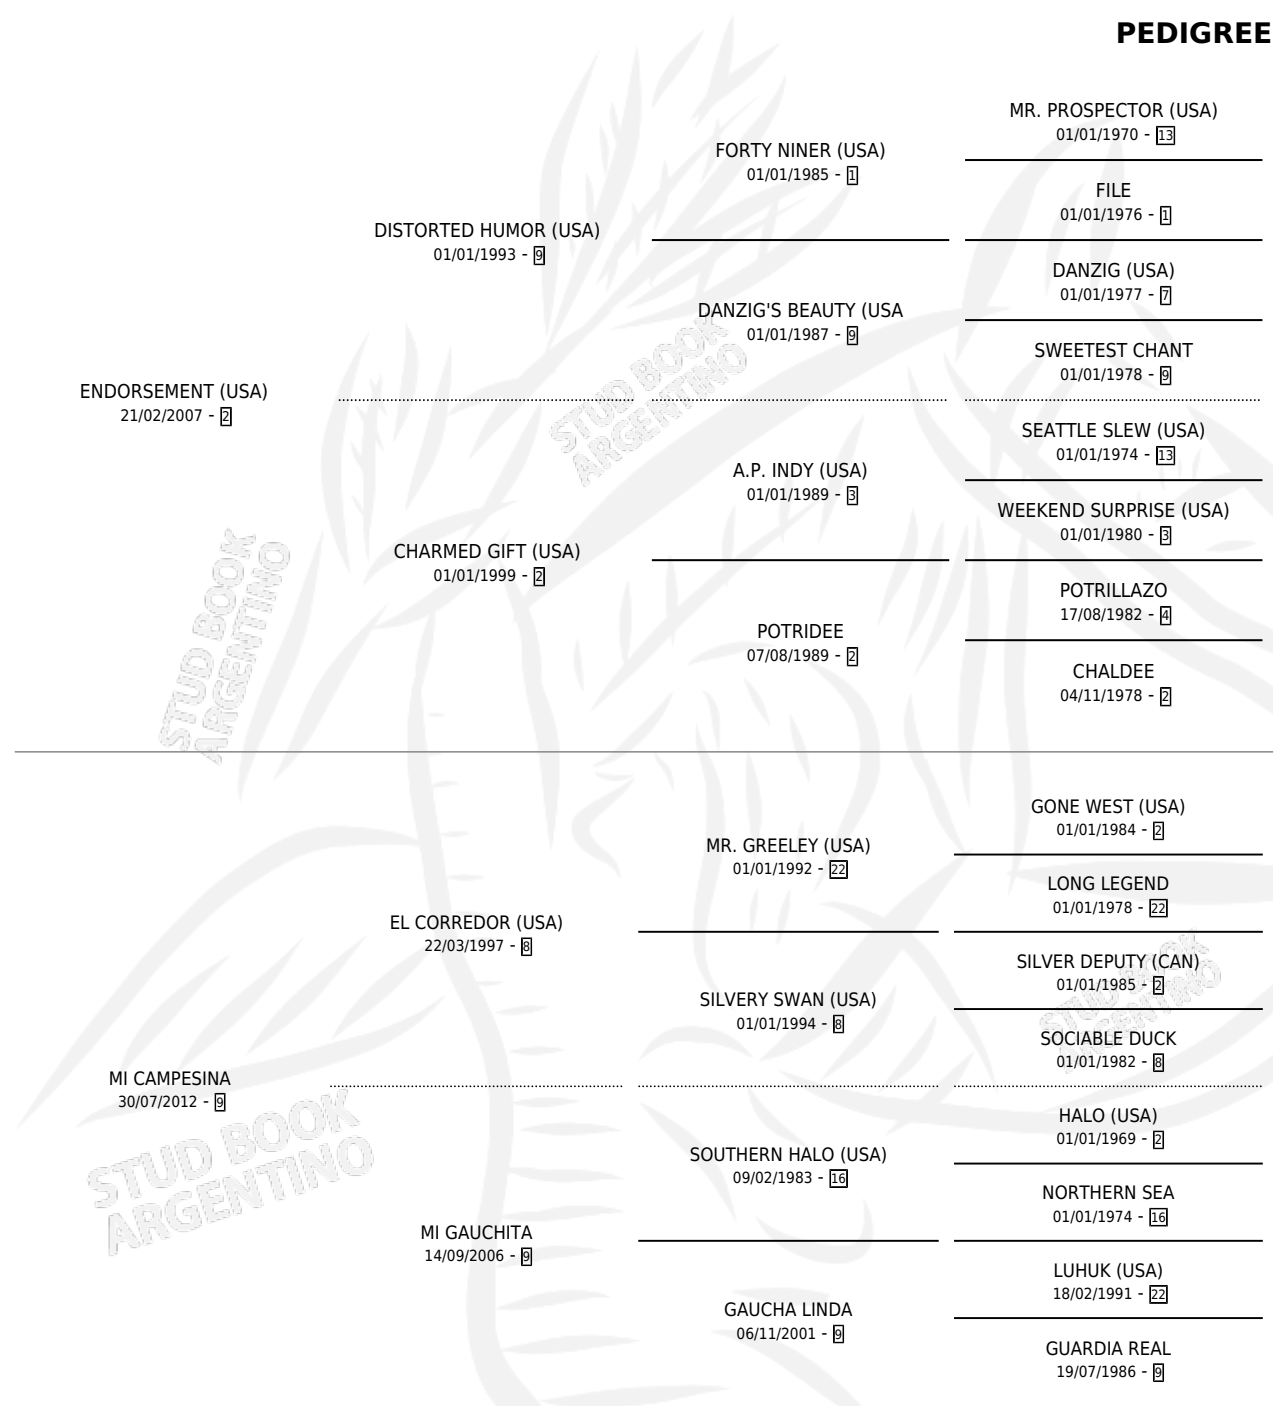 PEDIGREE
MR. PROSPECTOR (USA)
01/01/1970 - 13
FORTY NINER (USA)
01/01/1985 - 1
FILE
01/01/1976 - 1
DISTORTED HUMOR (USA)
01/01/1993 - 9
DANZIG (USA)
01/01/1977 - 7
DANZIG'S BEAUTY (USA
01/01/1987 - 9
SWEETEST CHANT
01/01/1978 - 9
ENDORSEMENT (USA)
21/02/2007 - 2
SEATTLE SLEW (USA)
01/01/1974 - 13
A.P. INDY (USA)
01/01/1989 - 3
WEEKEND SURPRISE (USA)
01/01/1980 - 3
CHARMED GIFT (USA)
01/01/1999 - 2
POTRILLAZO
17/08/1982 - 4
POTRIDEE
07/08/1989 - 2
CHALDEE
04/11/1978 - 2
GONE WEST (USA)
01/01/1984 - 2
MR. GREELEY (USA)
01/01/1992 - 22
LONG LEGEND
01/01/1978 - 22
EL CORREDOR (USA)
22/03/1997 - 8
SILVER DEPUTY (CAN)
01/01/1985 - 2
SILVERY SWAN (USA)
01/01/1994 - 8
SOCIABLE DUCK
01/01/1982 - 8
MI CAMPESINA
30/07/2012 - 9
HALO (USA)
01/01/1969 - 2
SOUTHERN HALO (USA)
09/02/1983 - 16
NORTHERN SEA
01/01/1974 - 16
MI GAUCHITA
14/09/2006 - 9
LUHUK (USA)
18/02/1991 - 22
GAUCHA LINDA
06/11/2001 - 9
GUARDIA REAL
19/07/1986 - 9
STUD BOOK
ARGENTINO
STUD BOOK
ARGENTINO
STUD BOOK
ARGENTINO
STUD BOOK
ARGENTINO